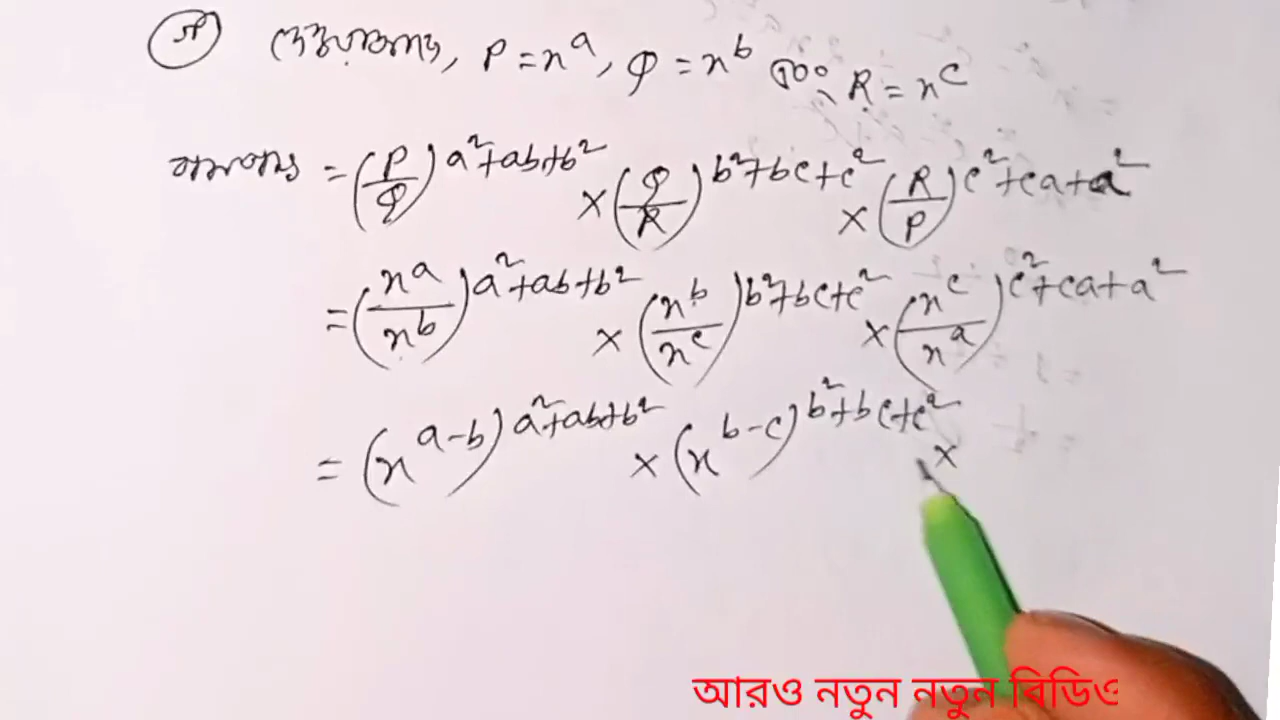 (গ) দেওয়া আছে, P = x^a, Q = x^b এবং R = x^c
= (P/Q)^(a²+ab+b²) × (Q/R)^(b²+bc+c²) × (R/P)^(c²+ca+a²)
= (x^a/x^b)^(a²+ab+b²) × (x^b/x^c)^(b²+bc+c²) × (x^c/x^a)^(c²+ca+a²)
= (x^(a-b))^(a²+ab+b²) × (x^(b-c))^(b²+bc+c²) ×
আরও নতুন নতুন বিডিও